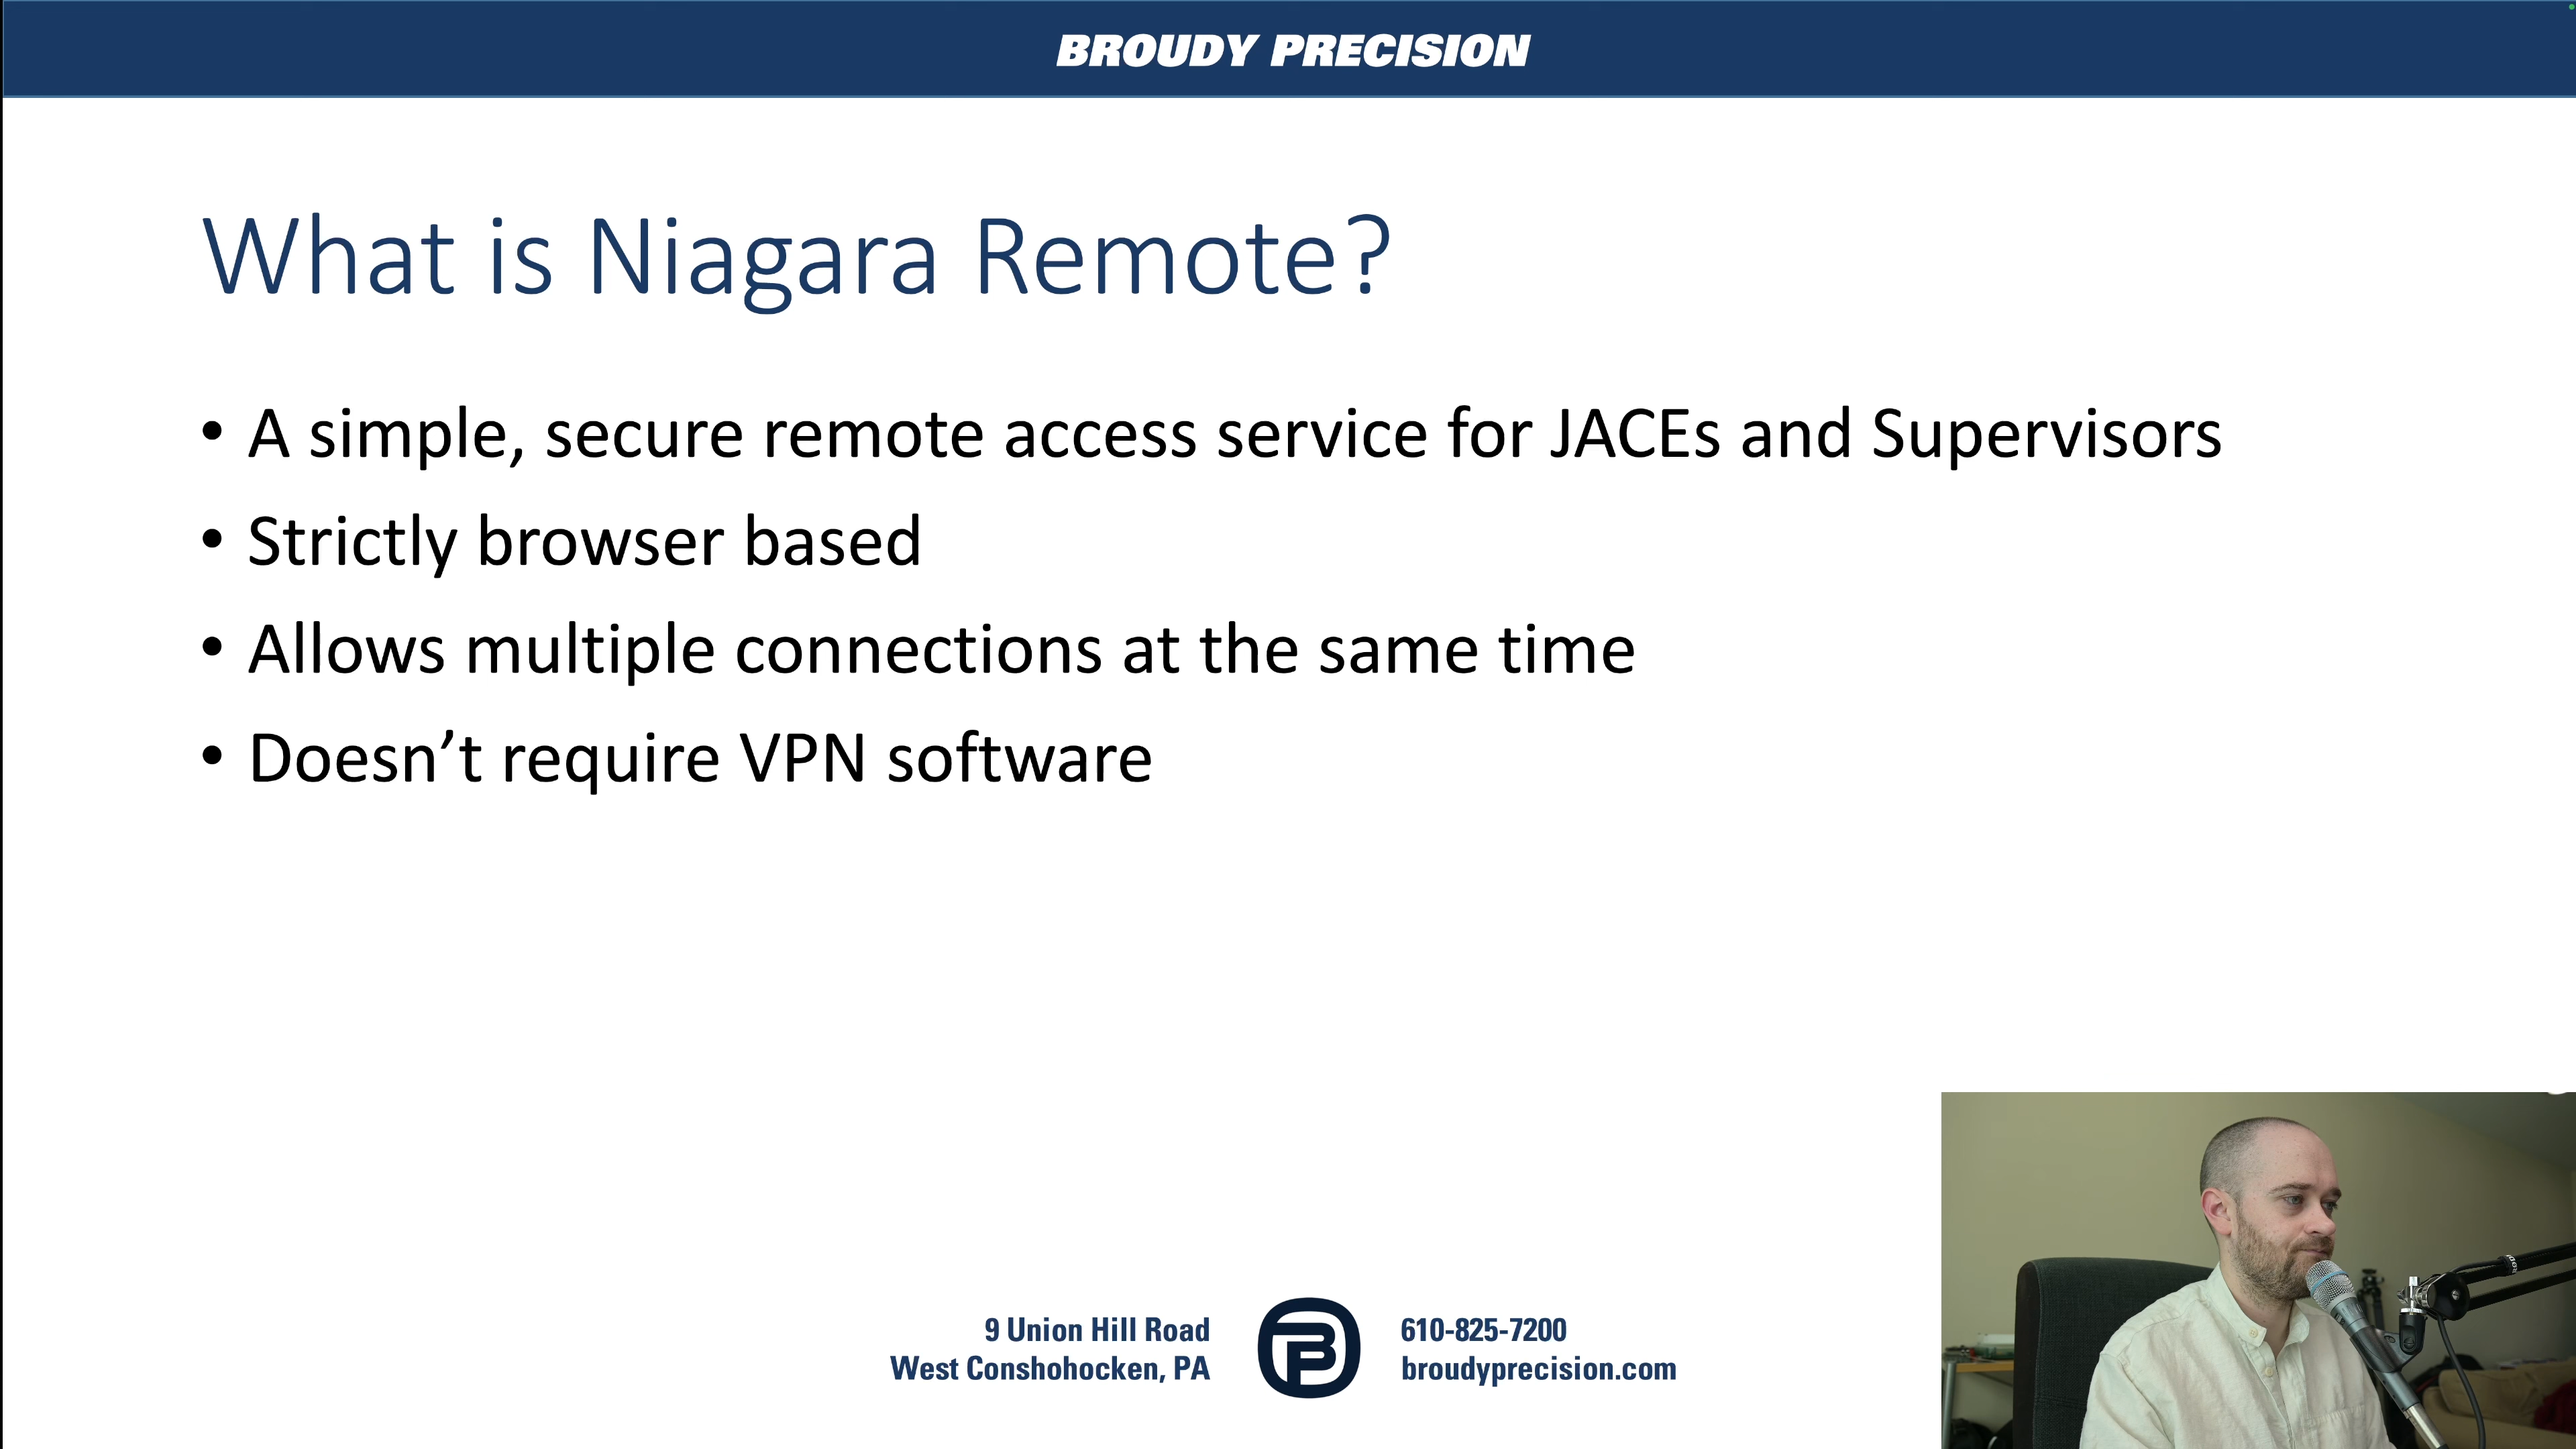 BROUDY PRECISION
What is Niagara Remote?
• A simple, secure remote access service for JACEs and Supervisors
• Strictly browser based
• Allows multiple connections at the same time
• Doesn’t require VPN software
9 Union Hill Road
West Conshohocken, PA
610-825-7200
broudyprecision.com